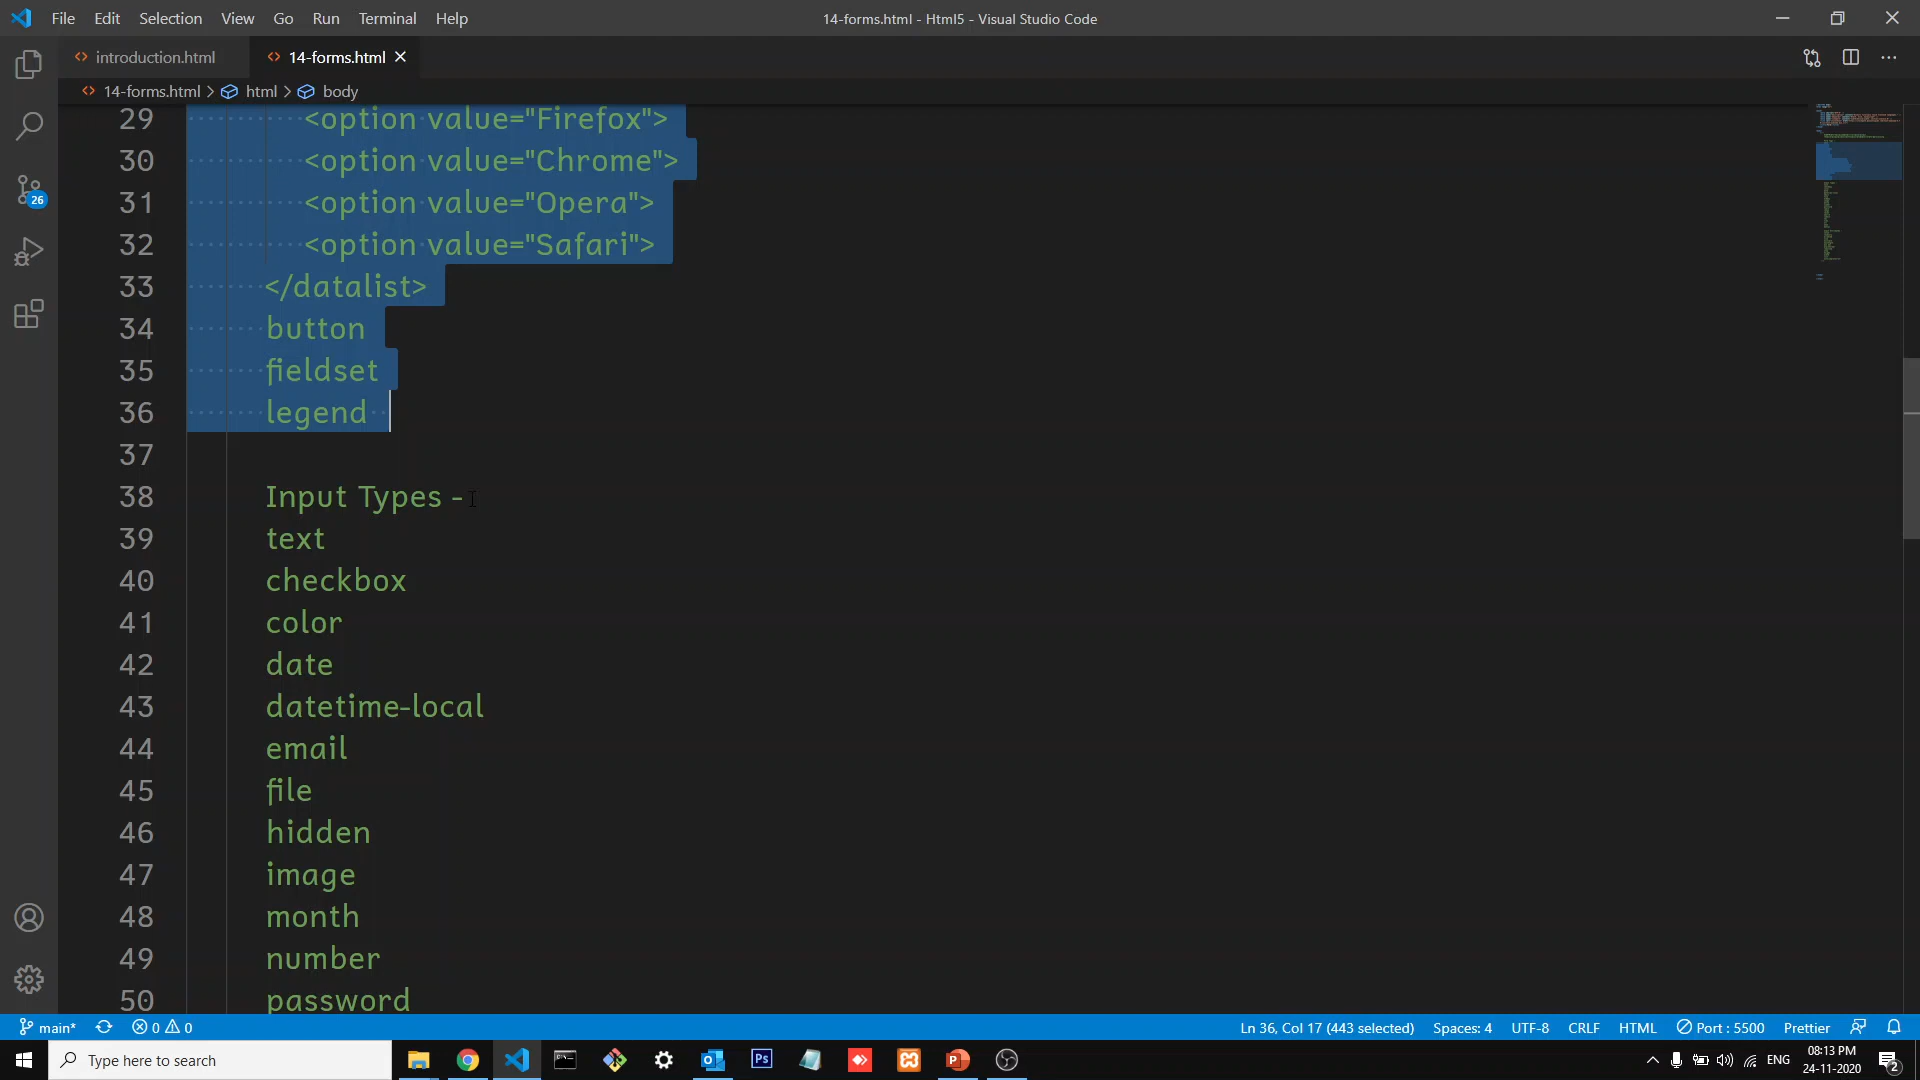 File Edit Selection View Go Run Terminal Help
14-forms.html - Html5 - Visual Studio Code
introduction.html
14-forms.html
14-forms.html > html > body
29 <option value="Firefox">
30 <option value="Chrome">
31 <option value="Opera">
32 <option value="Safari">
33 </datalist>
34 button
35 fieldset
36 legend
37
38 Input Types -
39 text
40 checkbox
41 color
42 date
43 datetime-local
44 email
45 file
46 hidden
47 image
48 month
49 number
50 password
26
main* 0 0
Ln 36, Col 17 (443 selected) Spaces: 4 UTF-8 CRLF HTML Port : 5500 Prettier
Type here to search
Ps
ENG
08:13 PM
24-11-2020
2